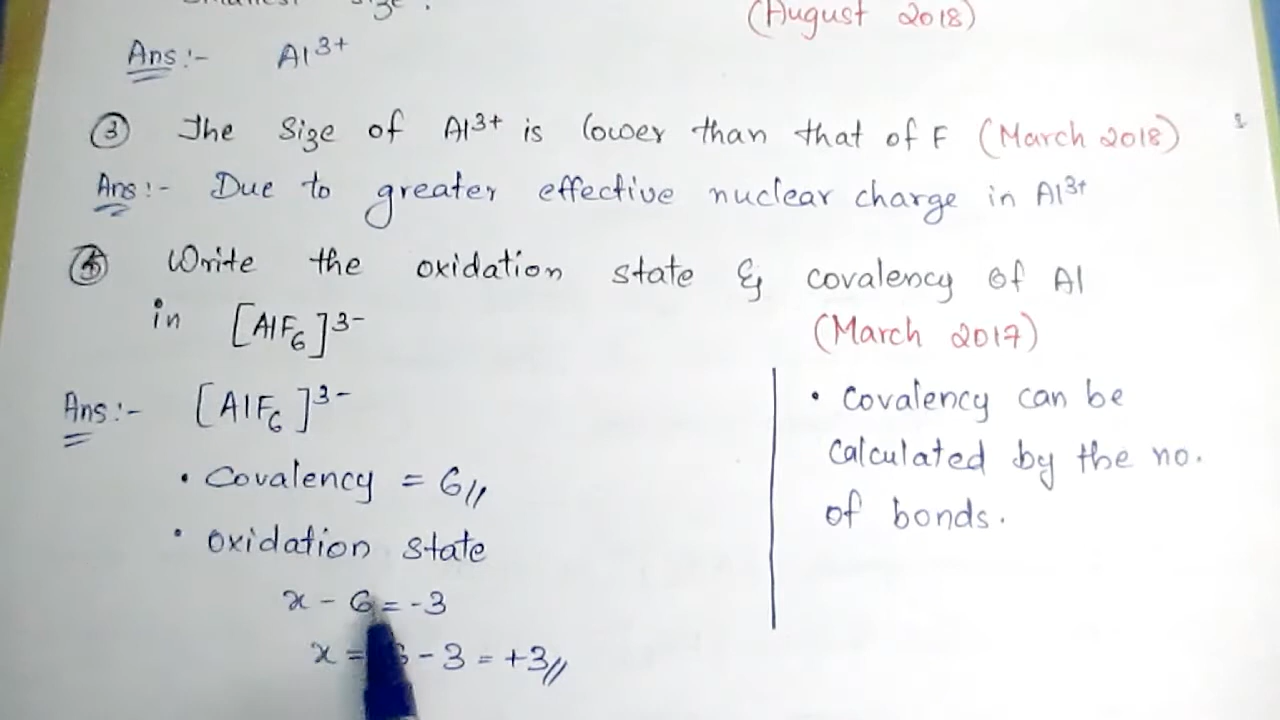 (August 2018)
Ans:- Al³⁺
③ The Size of Al³⁺ is lower than that of F (March 2018)
Ans:- Due to greater effective nuclear charge in Al³⁺
Write the oxidation state & covalency of Al
in [AlF₆]³⁻
(March 2017)
Ans:- [AlF₆]³⁻
• Covalency = 6//
• Oxidation state
x - 6 = -3
x = 6 - 3 = +3//
• Covalency can be
calculated by the no.
of bonds.